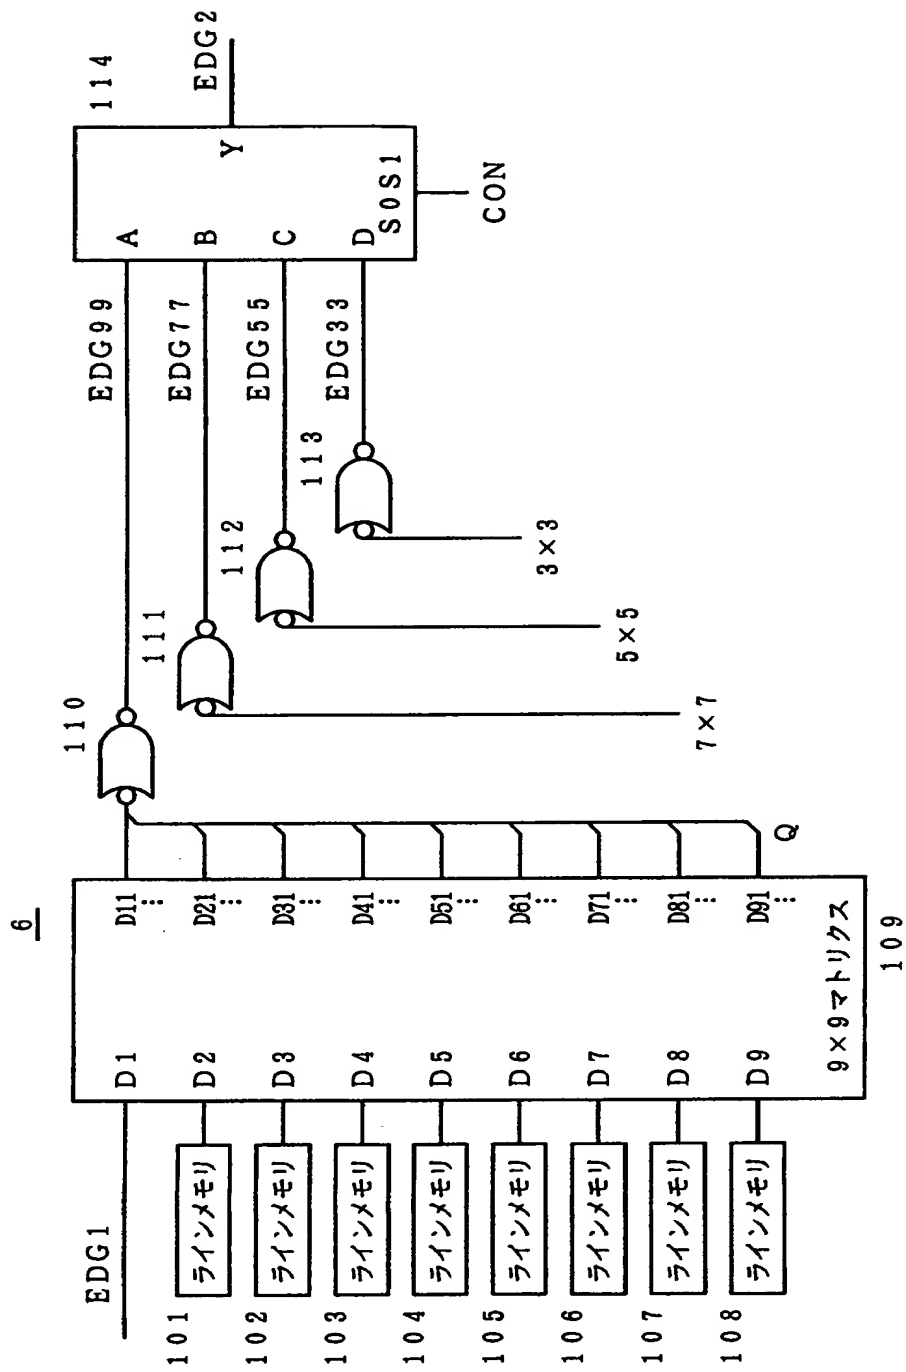 6
EDG1
101
ラインメモリ
102
ラインメモリ
103
ラインメモリ
104
ラインメモリ
105
ラインメモリ
106
ラインメモリ
107
ラインメモリ
108
ラインメモリ
D1
D2
D3
D4
D5
D6
D7
D8
D9
9×9マトリクス
109
D11...
D21...
D31...
D41...
D51...
D61...
D71...
D81...
D91...
Q
110
111
112
113
7×7
5×5
3×3
EDG99
EDG77
EDG55
EDG33
A
B
C
D
Y
S0S1
114
CON
EDG2